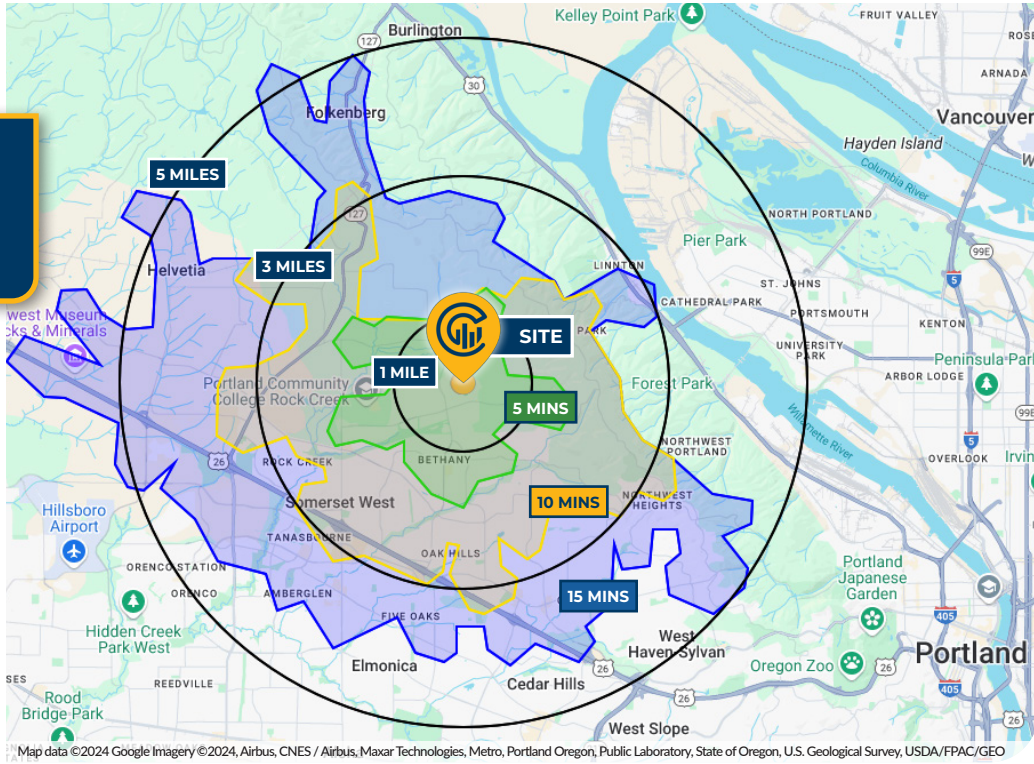 Kelley Point Park
FRUIT VALLEY
Burlington
127
30
ARNADA
Folkenberg
Vancouver
Hayden Island
Columbia River
5 MILES
127
NORTH PORTLAND
Pier Park
99E
3 MILES
LINNTON
5
Helvetia
CATHEDRAL PARK
ST. JOHNS
PORTSMOUTH
west Museum
cks & Minerals
SITE
PARK
KENTON
UNIVERSITY
PARK
Peninsula Par
1 MILE
ARBOR LODGE
Portland Community
College Rock Creek
Forest Park
5 MINS
Willamette River
99E
5
NORTHWEST
PORTLAND
OVERLOOK
Irvin
26
ROCK CREEK
BETHANY
10 MINS
NORTHWEST
HEIGHTS
Somerset West
Hillsboro
Airport
TANASBOURNE
OAK HILLS
ORENCO STATION
Portland
Japanese
Garden
ORENCO
AMBERGLEN
15 MINS
405
FIVE OAKS
Hidden Creek
Park West
West
Haven-Sylvan
Portland
Elmonica
26
Oregon Zoo
26
REEDVILLE
Cedar Hills
405
SES
Rood
Bridge Park
26
26
West Slope
Map data ©2024 Google Imagery ©2024, Airbus, CNES / Airbus, Maxar Technologies, Metro, Portland Oregon, Public Laboratory, State of Oregon, U.S. Geological Survey, USDA/FPAC/GEO